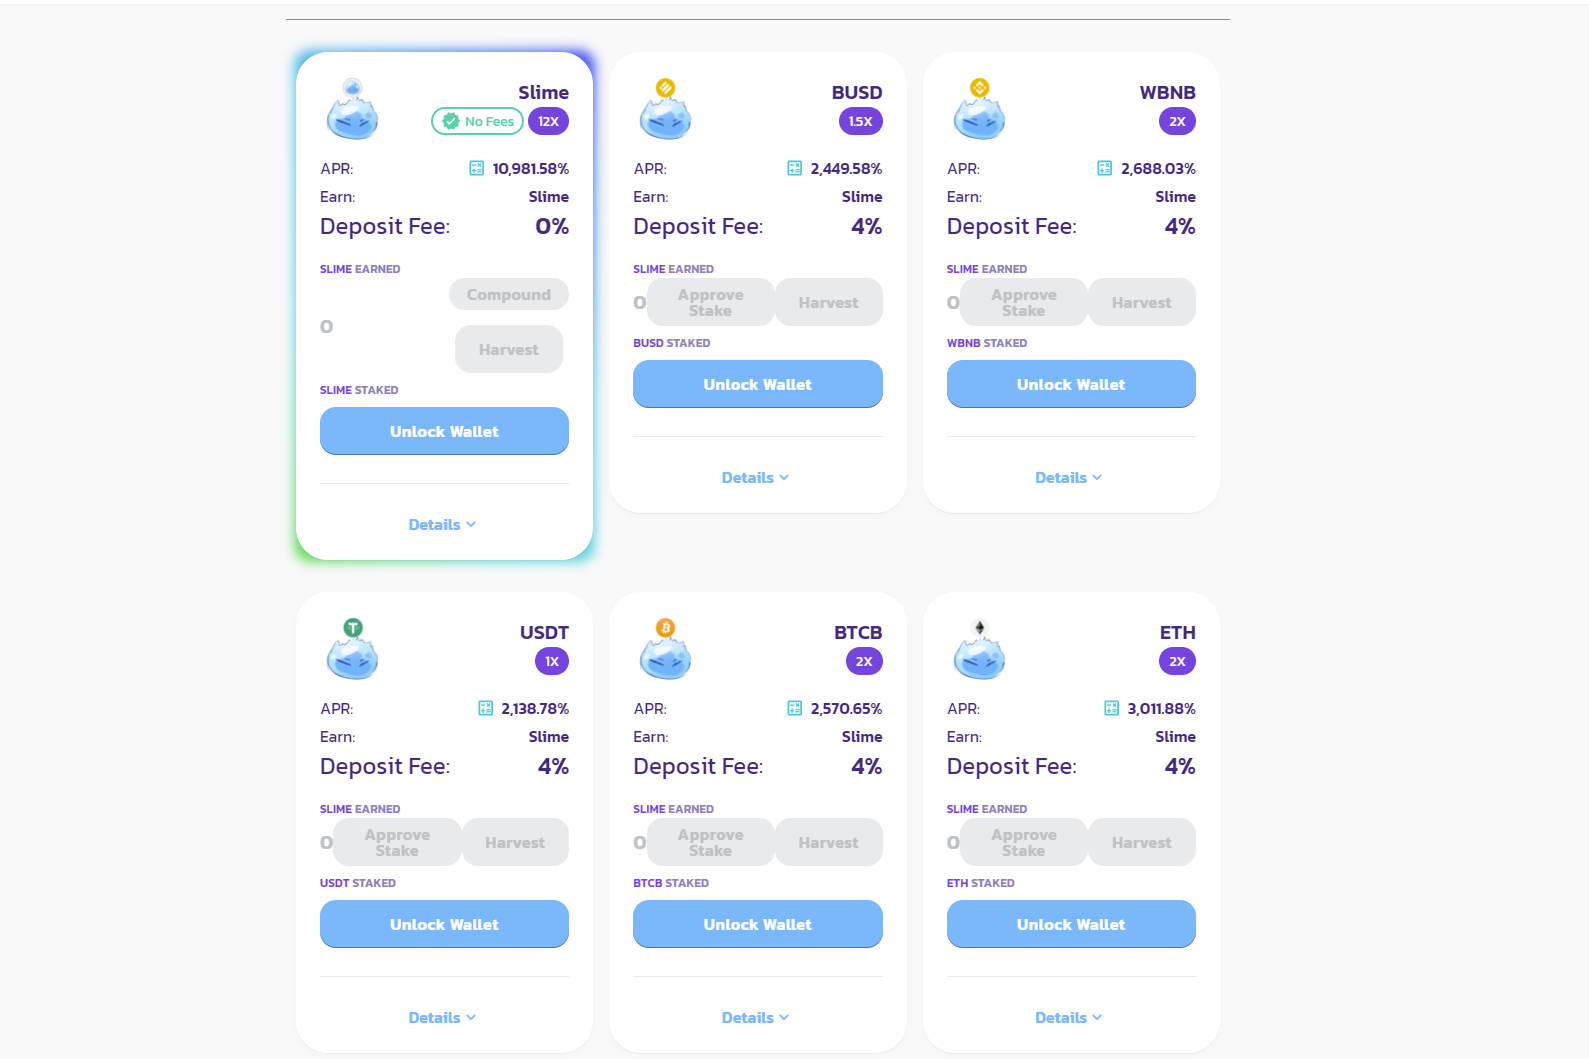 Slime
No Fees 12X
APR: 10,981.58%
Earn: Slime
Deposit Fee: 0%
SLIME EARNED
Compound
0
Harvest
SLIME STAKED
Unlock Wallet
Details
BUSD
1.5X
APR: 2,449.58%
Earn: Slime
Deposit Fee: 4%
SLIME EARNED
0 Approve Stake Harvest
BUSD STAKED
Unlock Wallet
Details
WBNB
2X
APR: 2,688.03%
Earn: Slime
Deposit Fee: 4%
SLIME EARNED
0 Approve Stake Harvest
WBNB STAKED
Unlock Wallet
Details
USDT
1X
APR: 2,138.78%
Earn: Slime
Deposit Fee: 4%
SLIME EARNED
0 Approve Stake Harvest
USDT STAKED
Unlock Wallet
Details
BTCB
2X
APR: 2,570.65%
Earn: Slime
Deposit Fee: 4%
SLIME EARNED
0 Approve Stake Harvest
BTCB STAKED
Unlock Wallet
Details
ETH
2X
APR: 3,011.88%
Earn: Slime
Deposit Fee: 4%
SLIME EARNED
0 Approve Stake Harvest
ETH STAKED
Unlock Wallet
Details